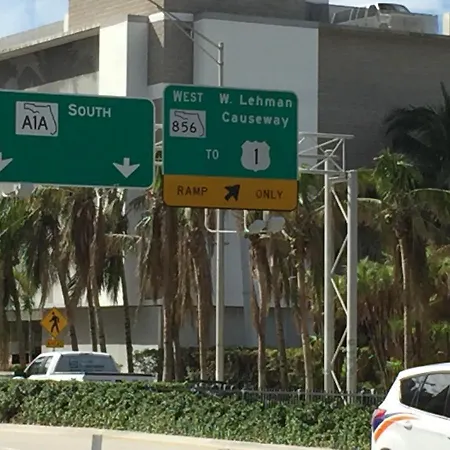 A1A SOUTH
WEST W. Lehman
856 Causeway
TO 1
RAMP ONLY